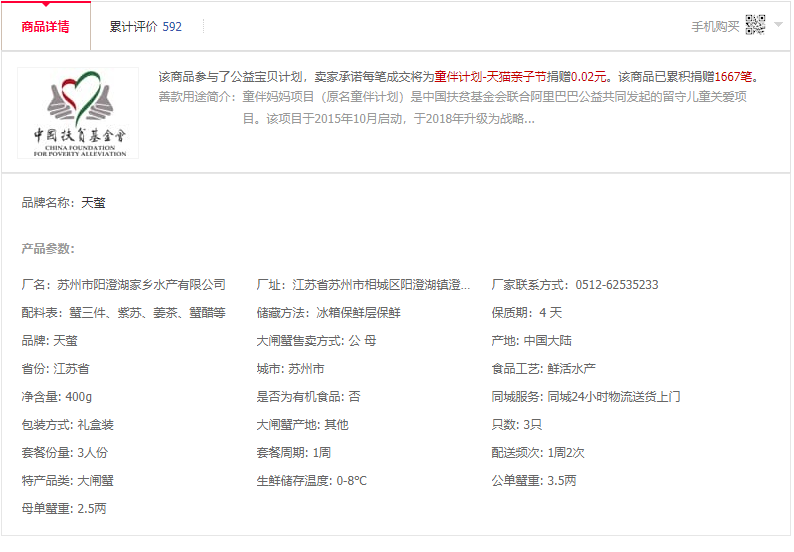 商品详情 累计评价 592 手机购买
该商品参与了公益宝贝计划，卖家承诺每笔成交将为童伴计划-天猫亲子节捐赠0.02元。该商品已累积捐赠1667笔。
善款用途简介：童伴妈妈项目（原名童伴计划）是中国扶贫基金会联合阿里巴巴公益共同发起的留守儿童关爱项
目。该项目于2015年10月启动，于2018年升级为战略...
中国扶贫基金會
CHINA FOUNDATION
FOR POVERTY ALLEVIATION
品牌名称：天蟹
产品参数：
厂名：苏州市阳澄湖家乡水产有限公司 厂址：江苏省苏州市相城区阳澄湖镇澄... 厂家联系方式：0512-62535233
配料表：蟹三件、紫苏、姜茶、蟹醋等 储藏方法：冰箱保鲜层保鲜 保质期：4 天
品牌: 天蟹 大闸蟹售卖方式: 公 母 产地: 中国大陆
省份: 江苏省 城市: 苏州市 食品工艺: 鲜活水产
净含量: 400g 是否为有机食品: 否 同城服务: 同城24小时物流送货上门
包装方式: 礼盒装 大闸蟹产地: 其他 只数: 3只
套餐份量: 3人份 套餐周期: 1周 配送频次: 1周2次
特产品类: 大闸蟹 生鲜储存温度: 0-8℃ 公单蟹重: 3.5两
母单蟹重: 2.5两